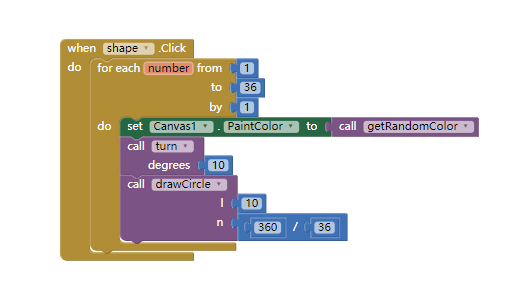 when shape .Click
do for each number from 1
to 36
by 1
do set Canvas1 . PaintColor to call getRandomColor
call turn
degrees 10
call drawCircle
l 10
n 360 / 36